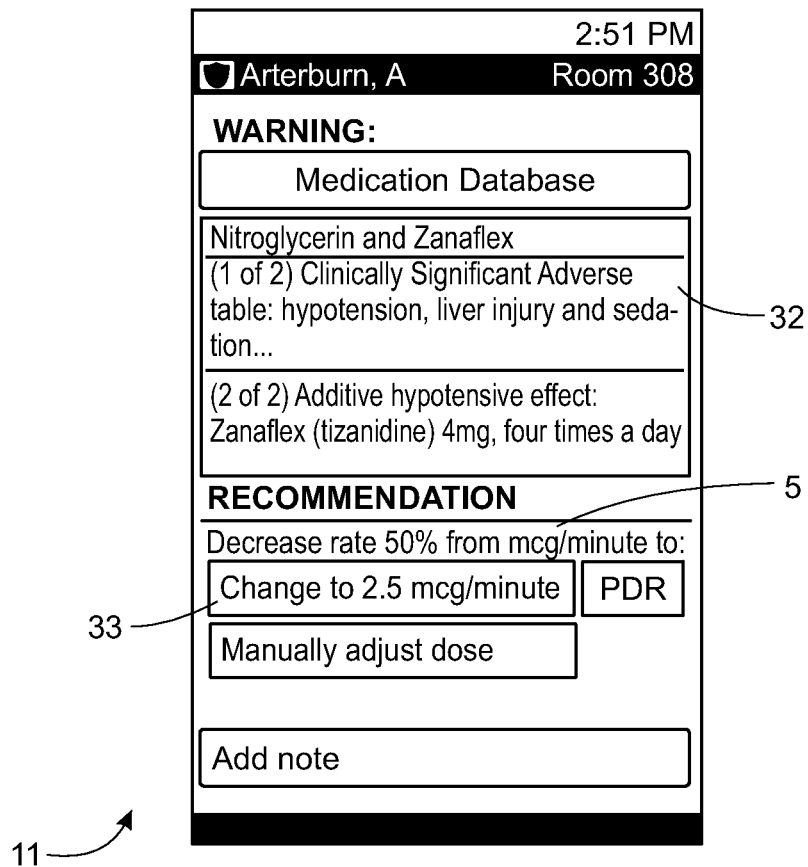 2:51 PM
Arterburn, A Room 308
WARNING:
Medication Database
Nitroglycerin and Zanaflex
(1 of 2) Clinically Significant Adverse
table: hypotension, liver injury and seda-
tion...
32
(2 of 2) Additive hypotensive effect:
Zanaflex (tizanidine) 4mg, four times a day
RECOMMENDATION
5
Decrease rate 50% from mcg/minute to:
Change to 2.5 mcg/minute PDR
33
Manually adjust dose
Add note
11